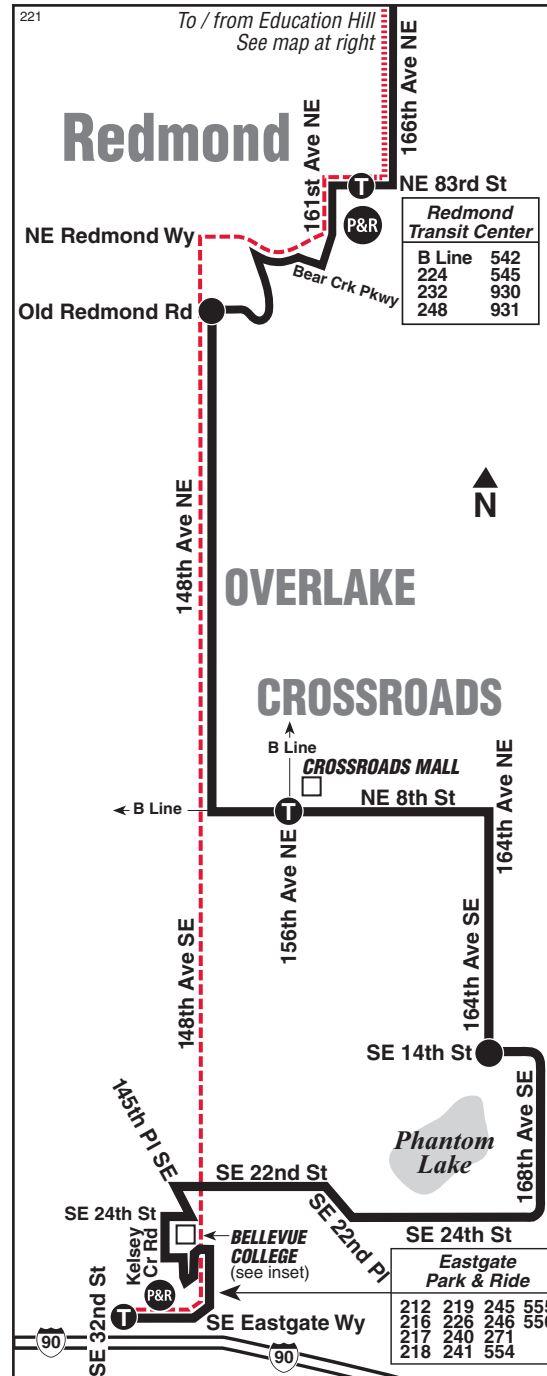 221
To / from Education Hill
See map at right
166th Ave NE
Redmond
161st Ave NE
T
NE 83rd St
P&R
NE Redmond Wy
Bear Crk Pkwy
Redmond
Transit Center
B Line 542
224 545
232 930
248 931
Old Redmond Rd
N
148th Ave NE
OVERLAKE
CROSSROADS
B Line
CROSSROADS MALL
B Line
T
NE 8th St
164th Ave NE
156th Ave NE
148th Ave SE
164th Ave SE
SE 14th St
168th Ave SE
Phantom
Lake
145th Pl SE
SE 22nd St
SE 22nd Pl
SE 24th St
SE 24th St
Kelsey
Cr Rd
BELLEVUE
COLLEGE
(see inset)
P&R
T
SE Eastgate Wy
SE 32nd St
Eastgate
Park & Ride
212 219 245 555
216 226 246 556
217 240 271
218 241 554
90
90